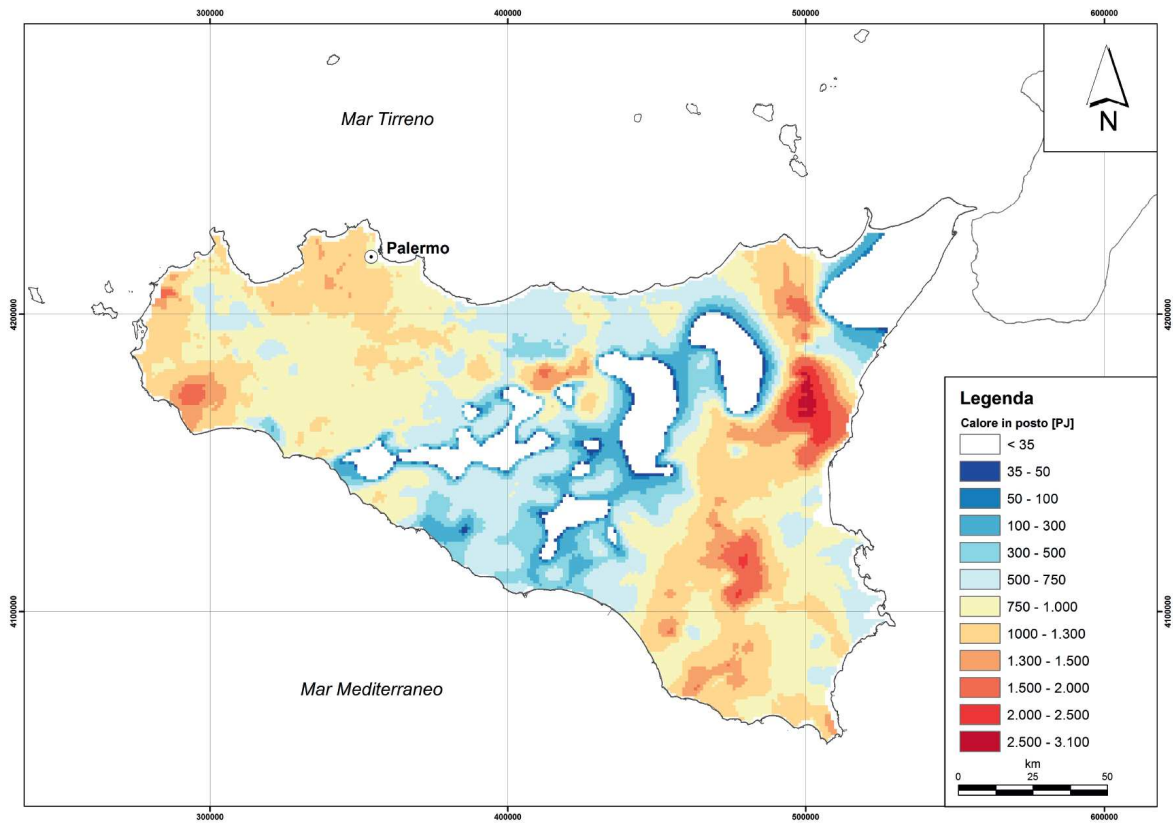 300000
400000
500000
600000
Mar Tirreno
N
Palermo
4200000
4200000
Legenda
Calore in posto [PJ]
< 35
35 - 50
50 - 100
100 - 300
300 - 500
500 - 750
750 - 1.000
1000 - 1.300
1.300 - 1.500
1.500 - 2.000
2.000 - 2.500
2.500 - 3.100
km
0 25 50
4100000
4100000
Mar Mediterraneo
300000
400000
500000
600000